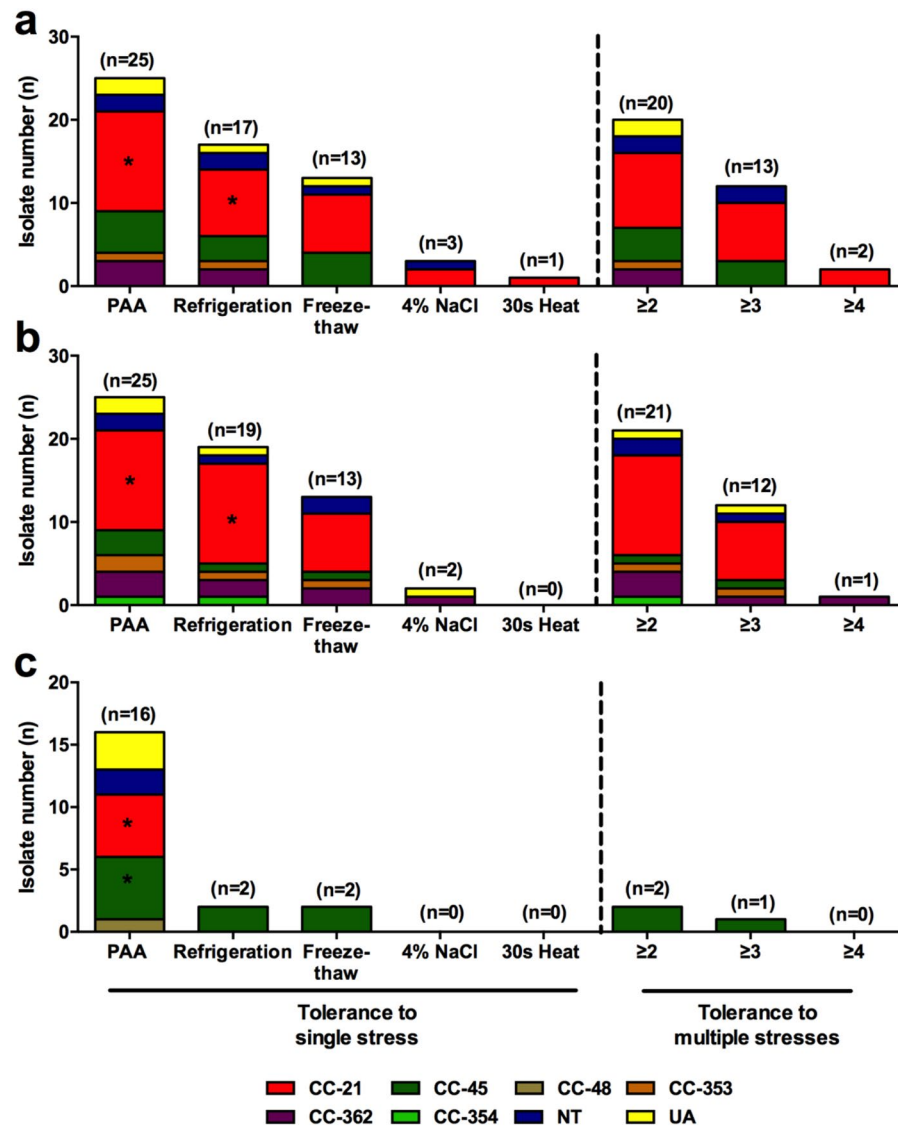 a
30
20
10
0
Isolate number (n)
(n=25)
(n=17)
(n=13)
(n=3)
(n=1)
(n=20)
(n=13)
(n=2)
*
*
PAA
Refrigeration
Freeze-
thaw
4% NaCl
30s Heat
≥2
≥3
≥4
b
30
20
10
0
Isolate number (n)
(n=25)
(n=19)
(n=13)
(n=2)
(n=0)
(n=21)
(n=12)
(n=1)
*
*
PAA
Refrigeration
Freeze-
thaw
4% NaCl
30s Heat
≥2
≥3
≥4
c
20
15
10
5
0
Isolate number (n)
(n=16)
(n=2)
(n=2)
(n=0)
(n=0)
(n=2)
(n=1)
(n=0)
*
*
PAA
Refrigeration
Freeze-
thaw
4% NaCl
30s Heat
≥2
≥3
≥4
Tolerance to
single stress
Tolerance to
multiple stresses
CC-21
CC-45
CC-48
CC-353
CC-362
CC-354
NT
UA